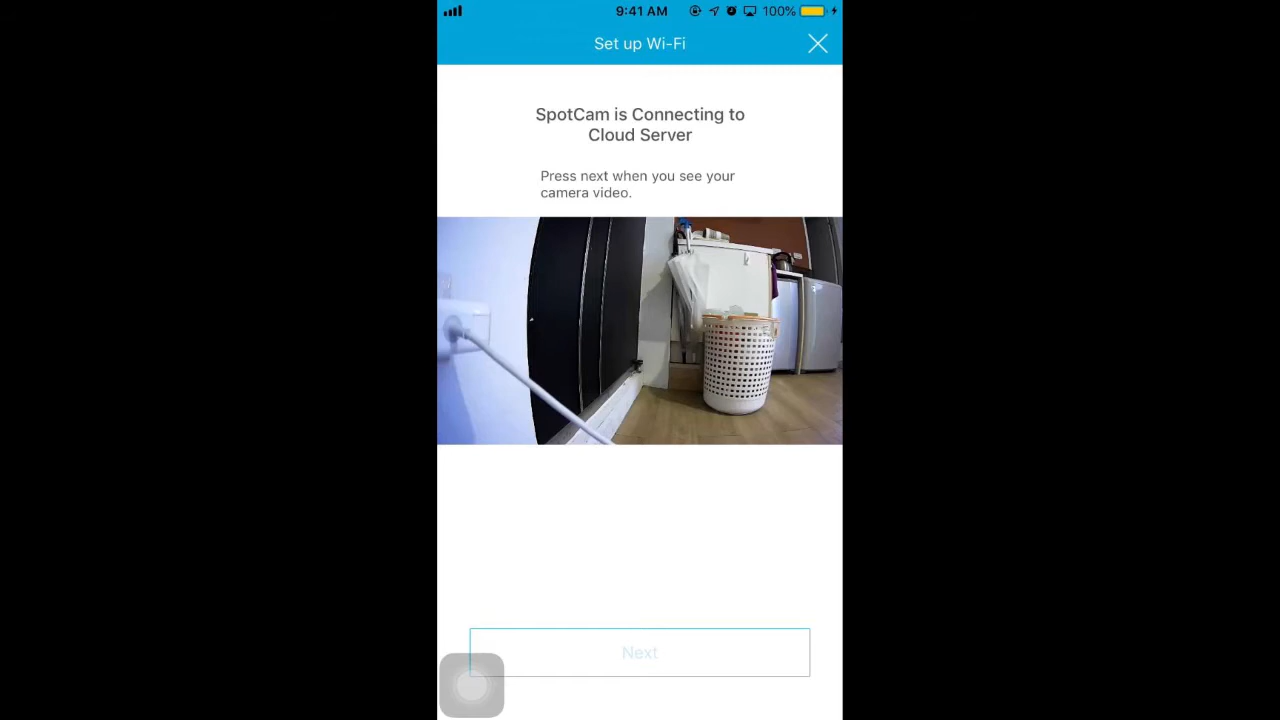 9:41 AM 100%
Set up Wi-Fi
SpotCam is Connecting to
Cloud Server
Press next when you see your
camera video.
Next